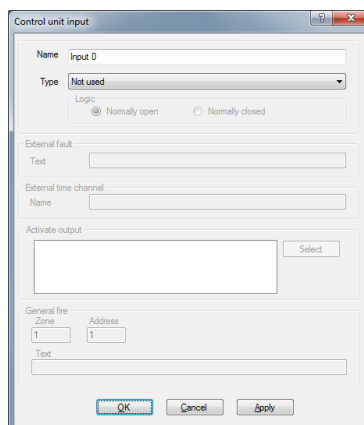 Control unit input
Name Input 0
Type Not used
Logic
Normally open Normally closed
External fault
Text
External time channel
Name
Activate output
Select
General fire
Zone Address
1 1
Text
OK Cancel Apply